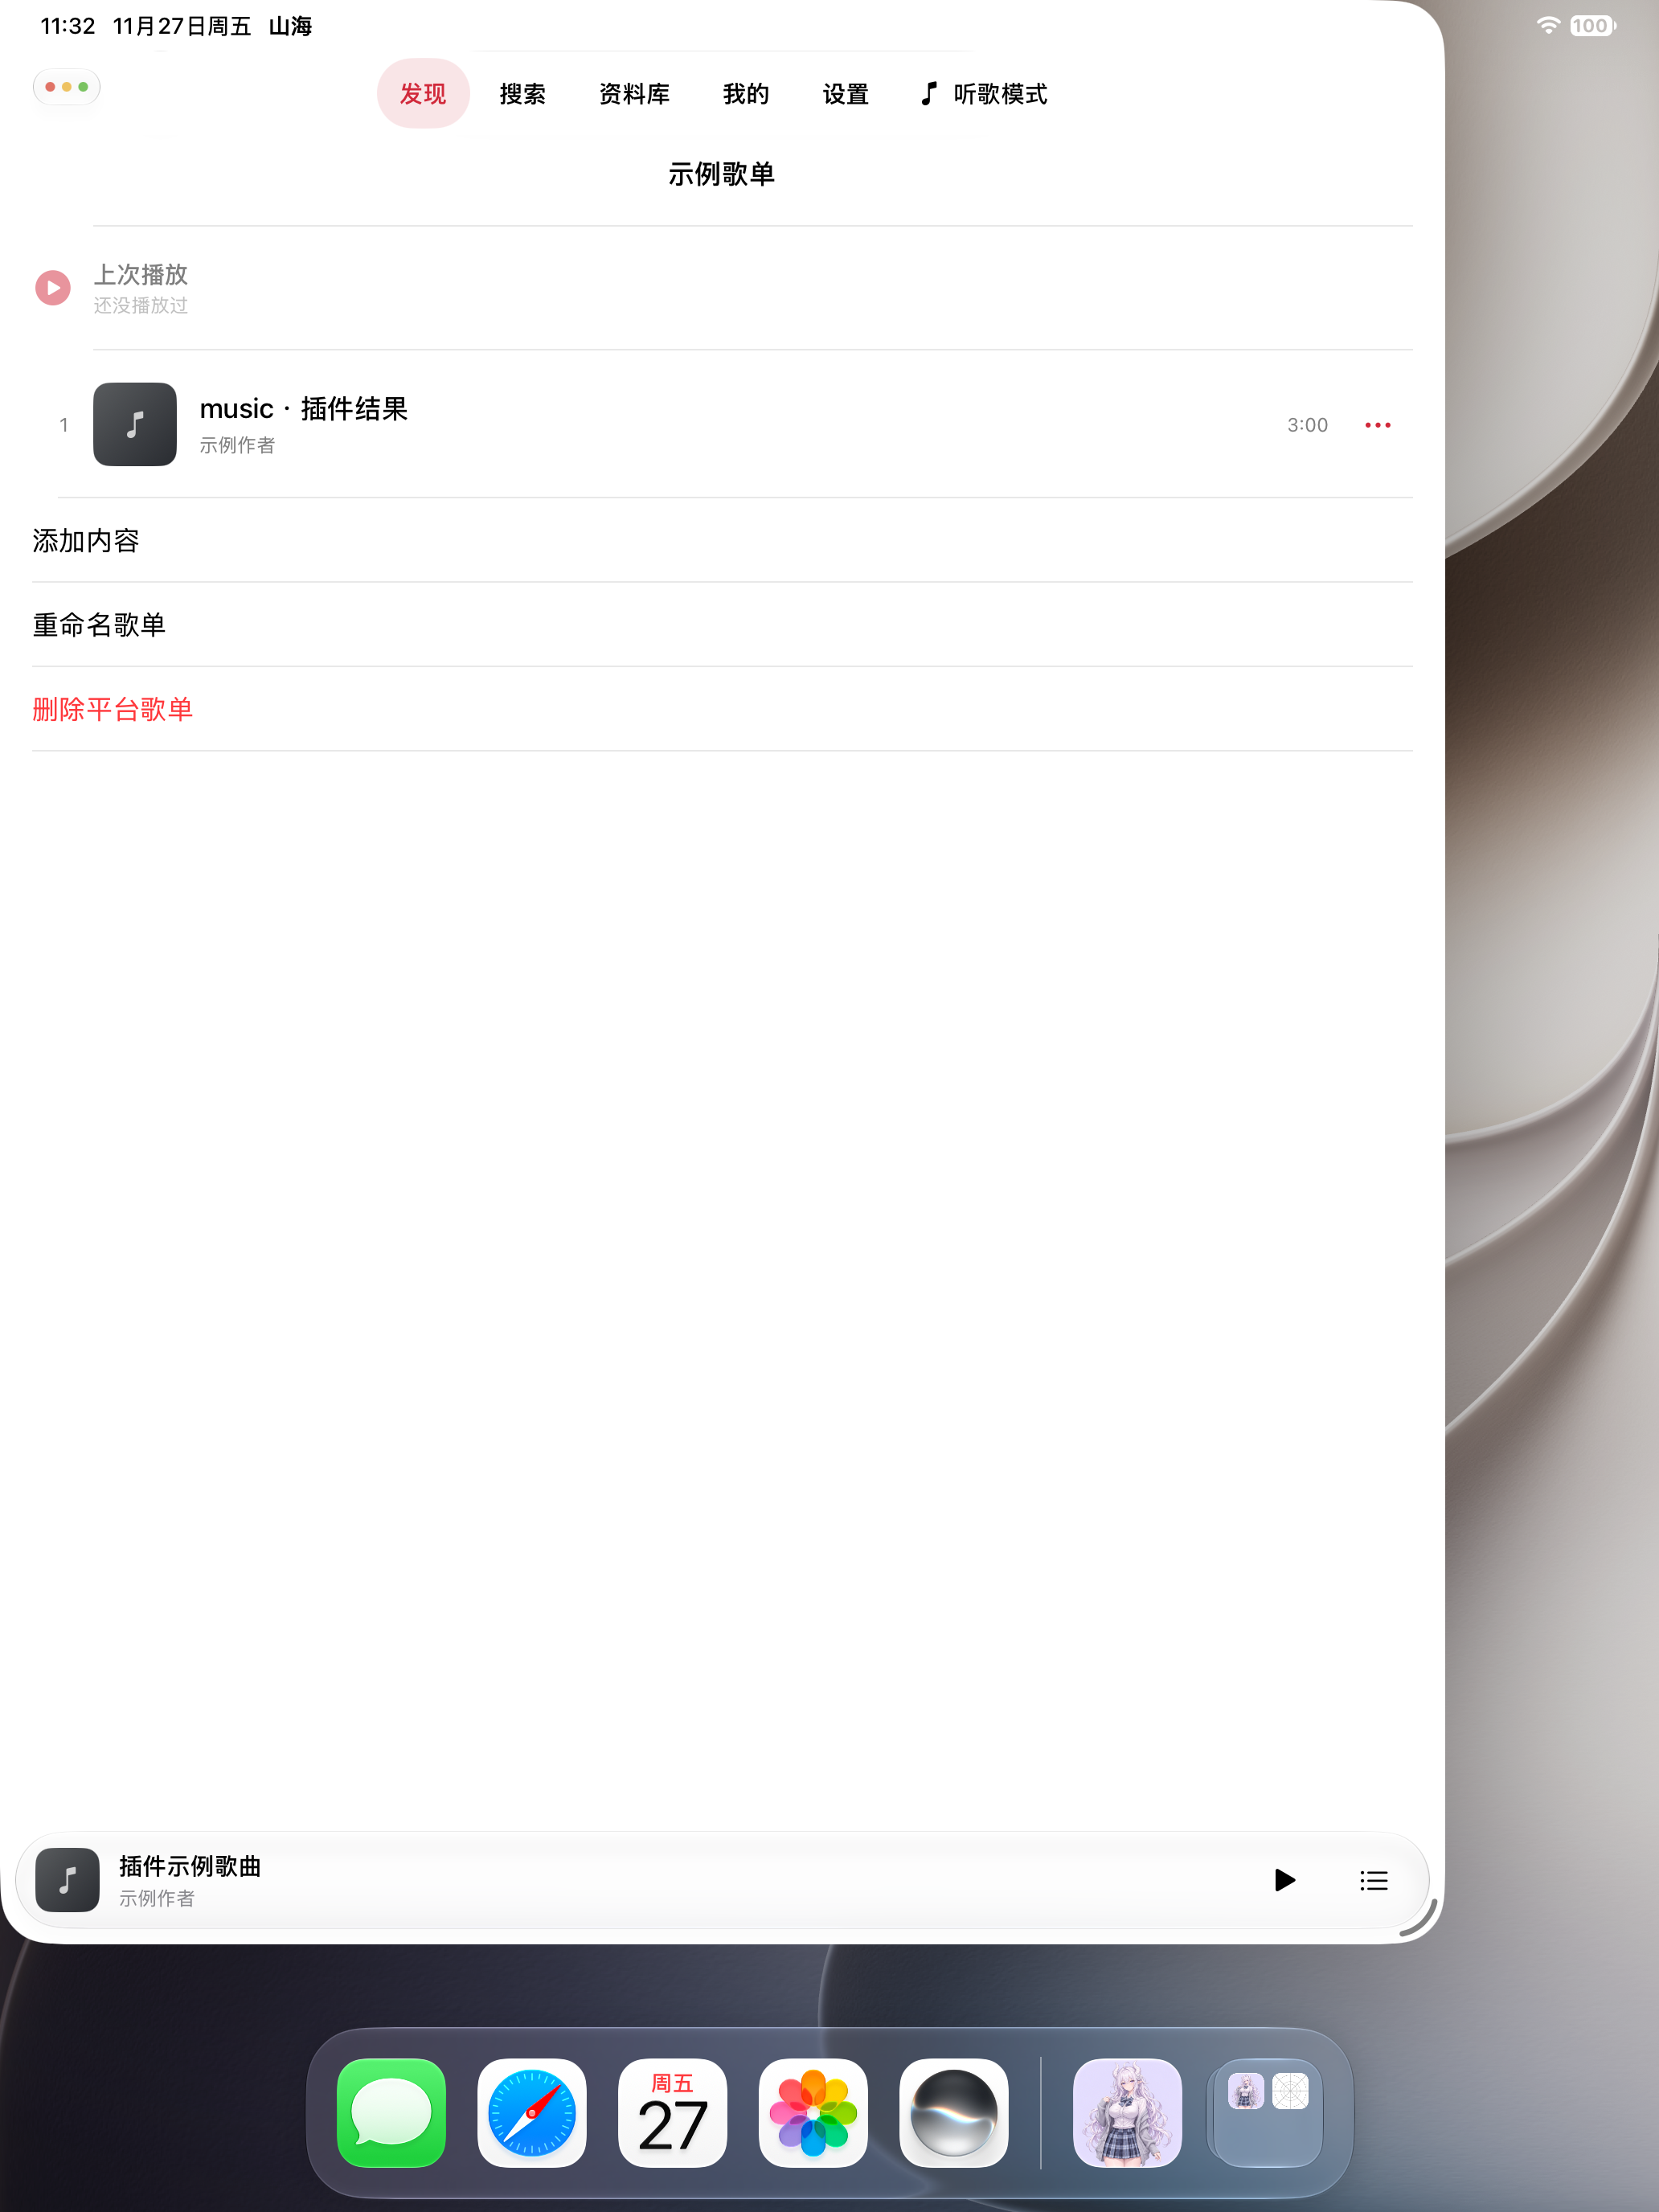 11:32 11月27日周五 山海
100
发现 搜索 资料库 我的 设置 听歌模式
示例歌单
上次播放
还没播放过
1
music · 插件结果
示例作者
3:00
添加内容
重命名歌单
删除平台歌单
插件示例歌曲
示例作者
周五
27